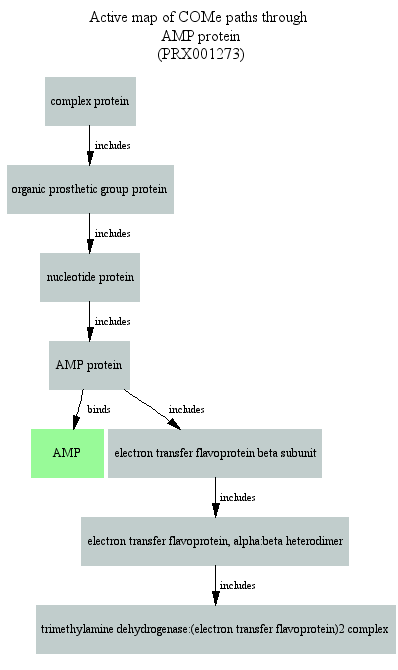 Active map of COMe paths through
AMP protein
(PRX001273)
complex protein
includes
organic prosthetic group protein
includes
nucleotide protein
includes
AMP protein
binds
includes
AMP
electron transfer flavoprotein beta subunit
includes
electron transfer flavoprotein, alpha:beta heterodimer
includes
trimethylamine dehydrogenase:(electron transfer flavoprotein)2 complex